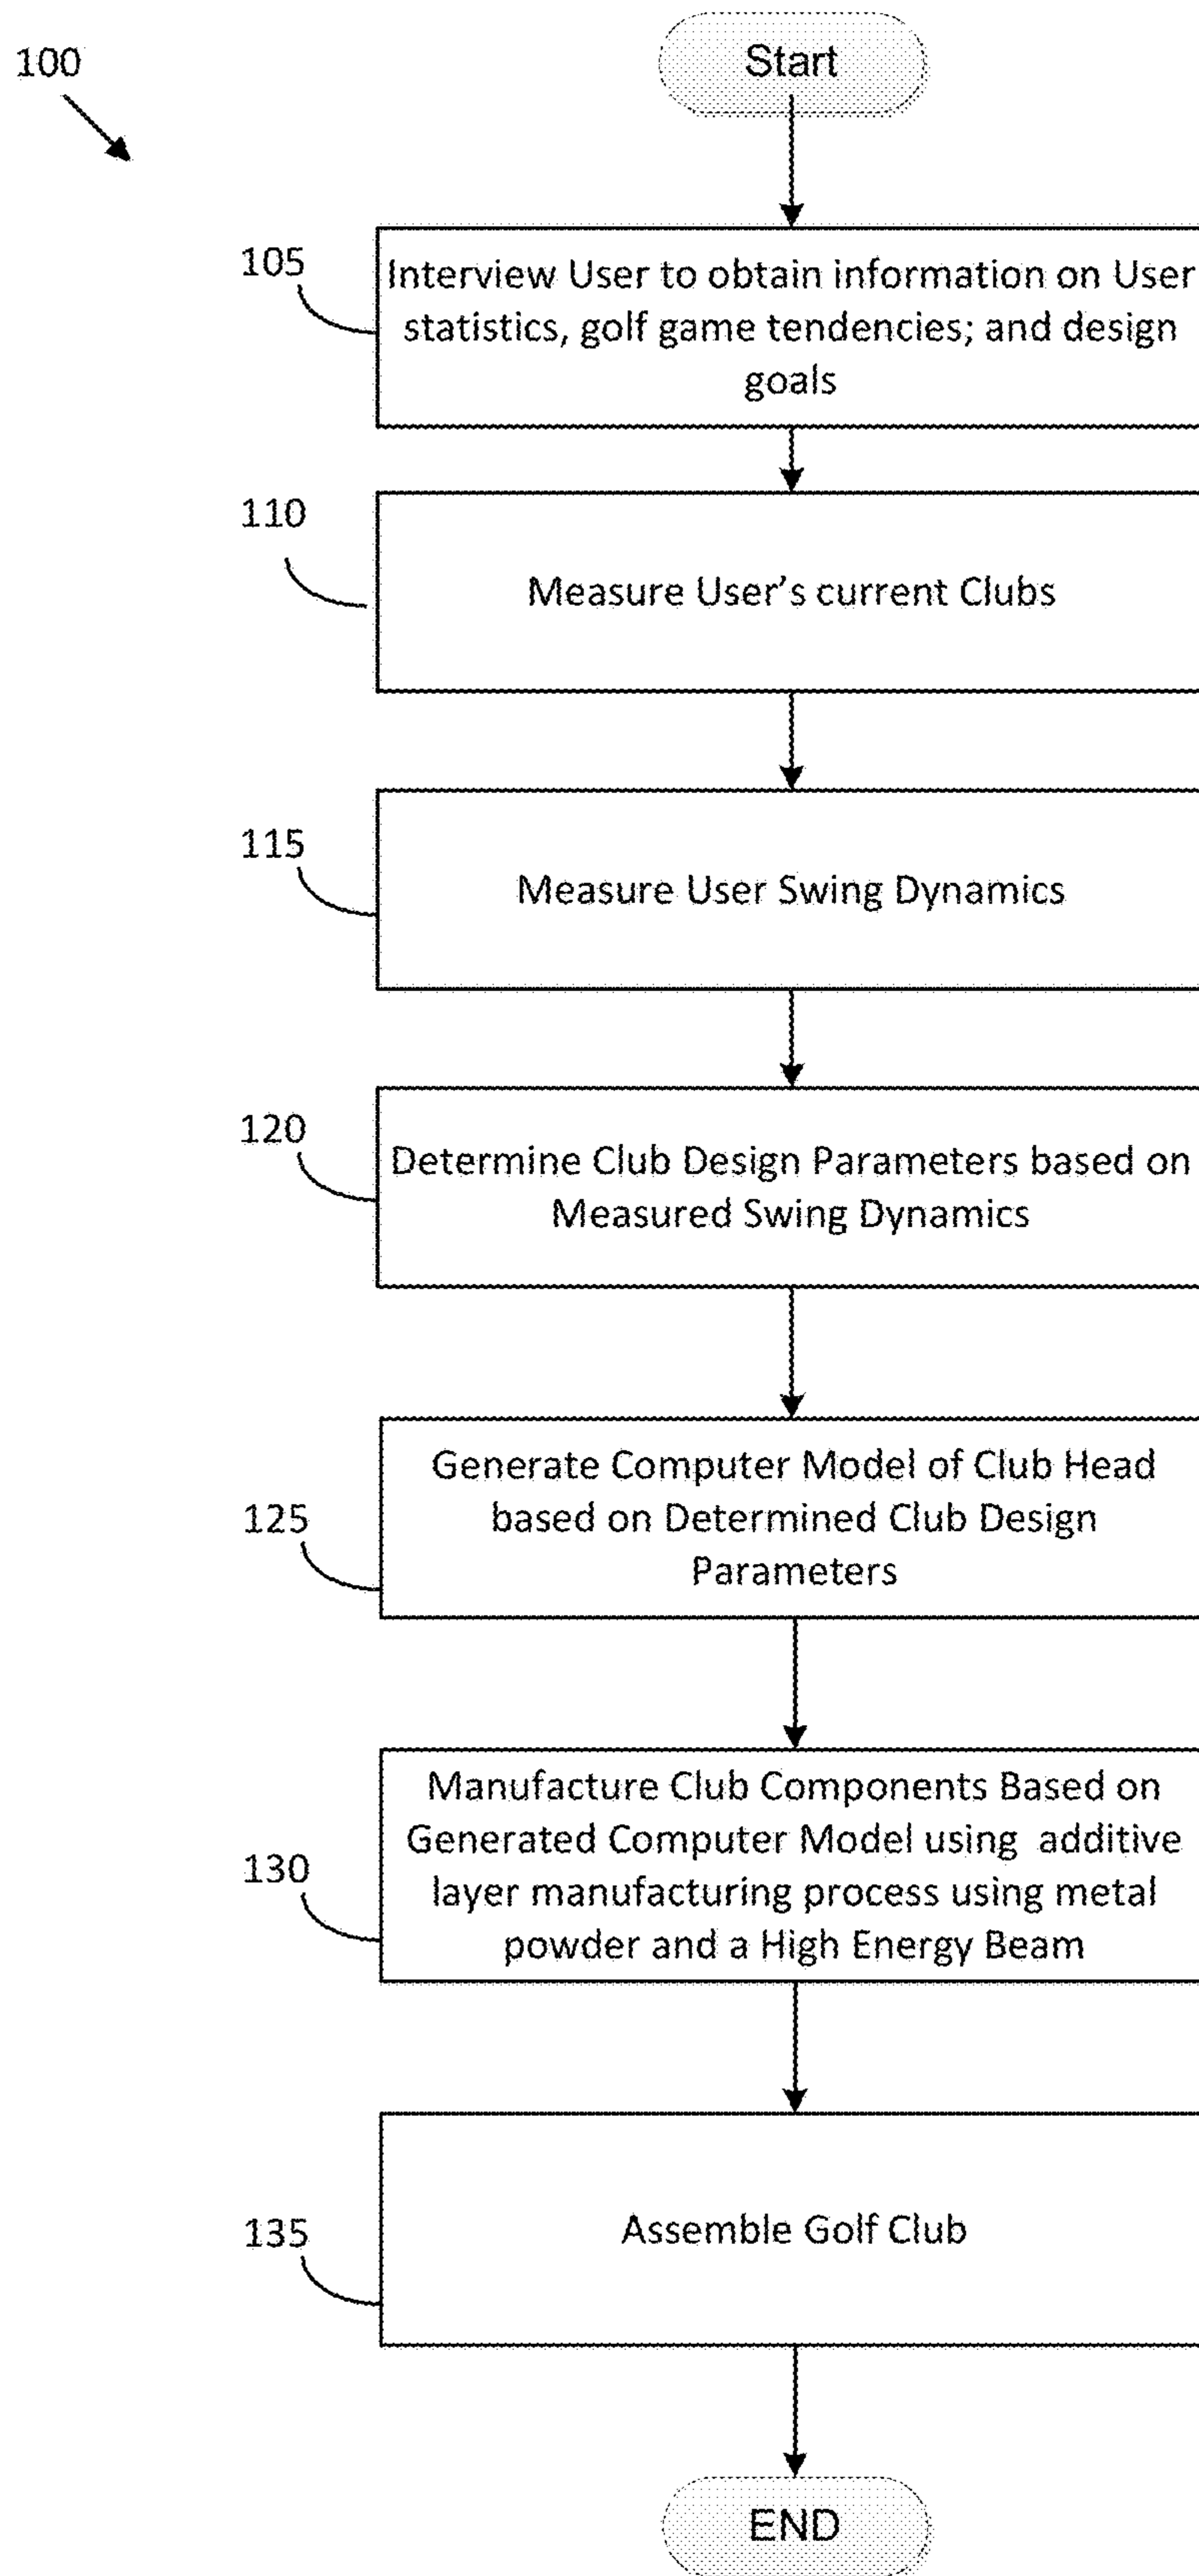 100
Start
105
Interview User to obtain information on User
statistics, golf game tendencies; and design
goals
110
Measure User's current Clubs
115
Measure User Swing Dynamics
120
Determine Club Design Parameters based on
Measured Swing Dynamics
125
Generate Computer Model of Club Head
based on Determined Club Design
Parameters
130
Manufacture Club Components Based on
Generated Computer Model using additive
layer manufacturing process using metal
powder and a High Energy Beam
135
Assemble Golf Club
END